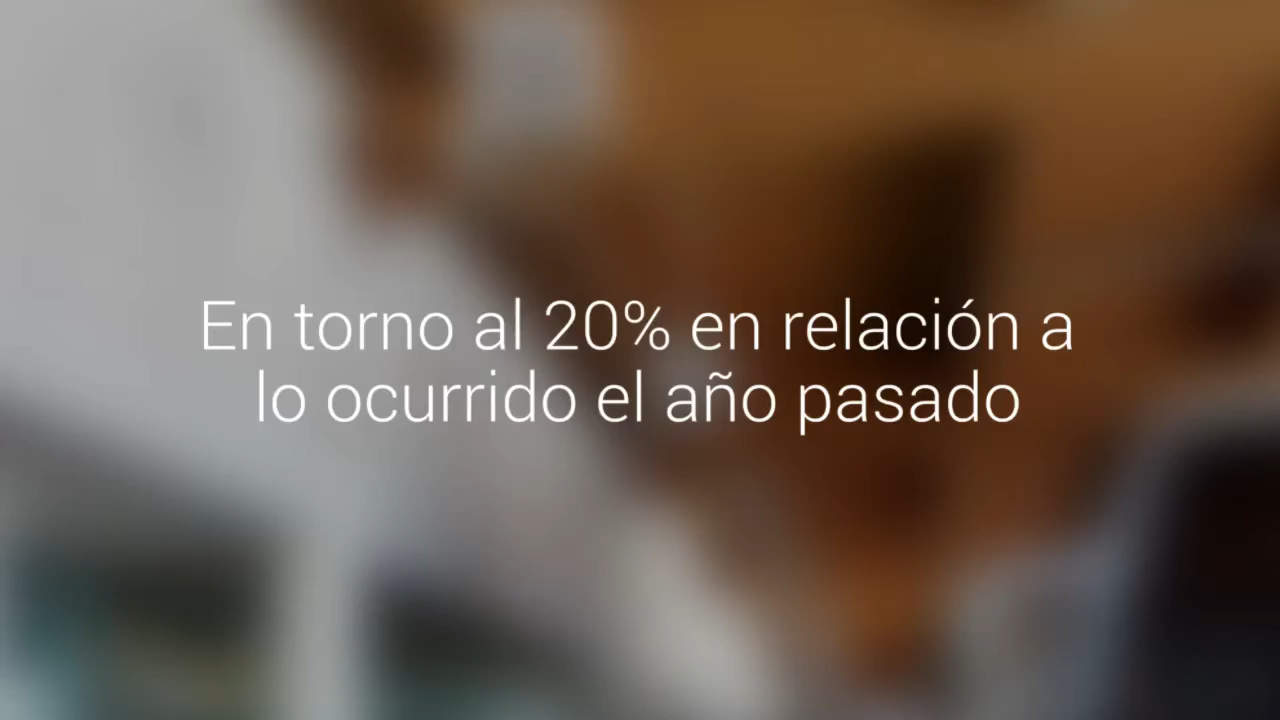 En torno al 20% en relación a
lo ocurrido el año pasado